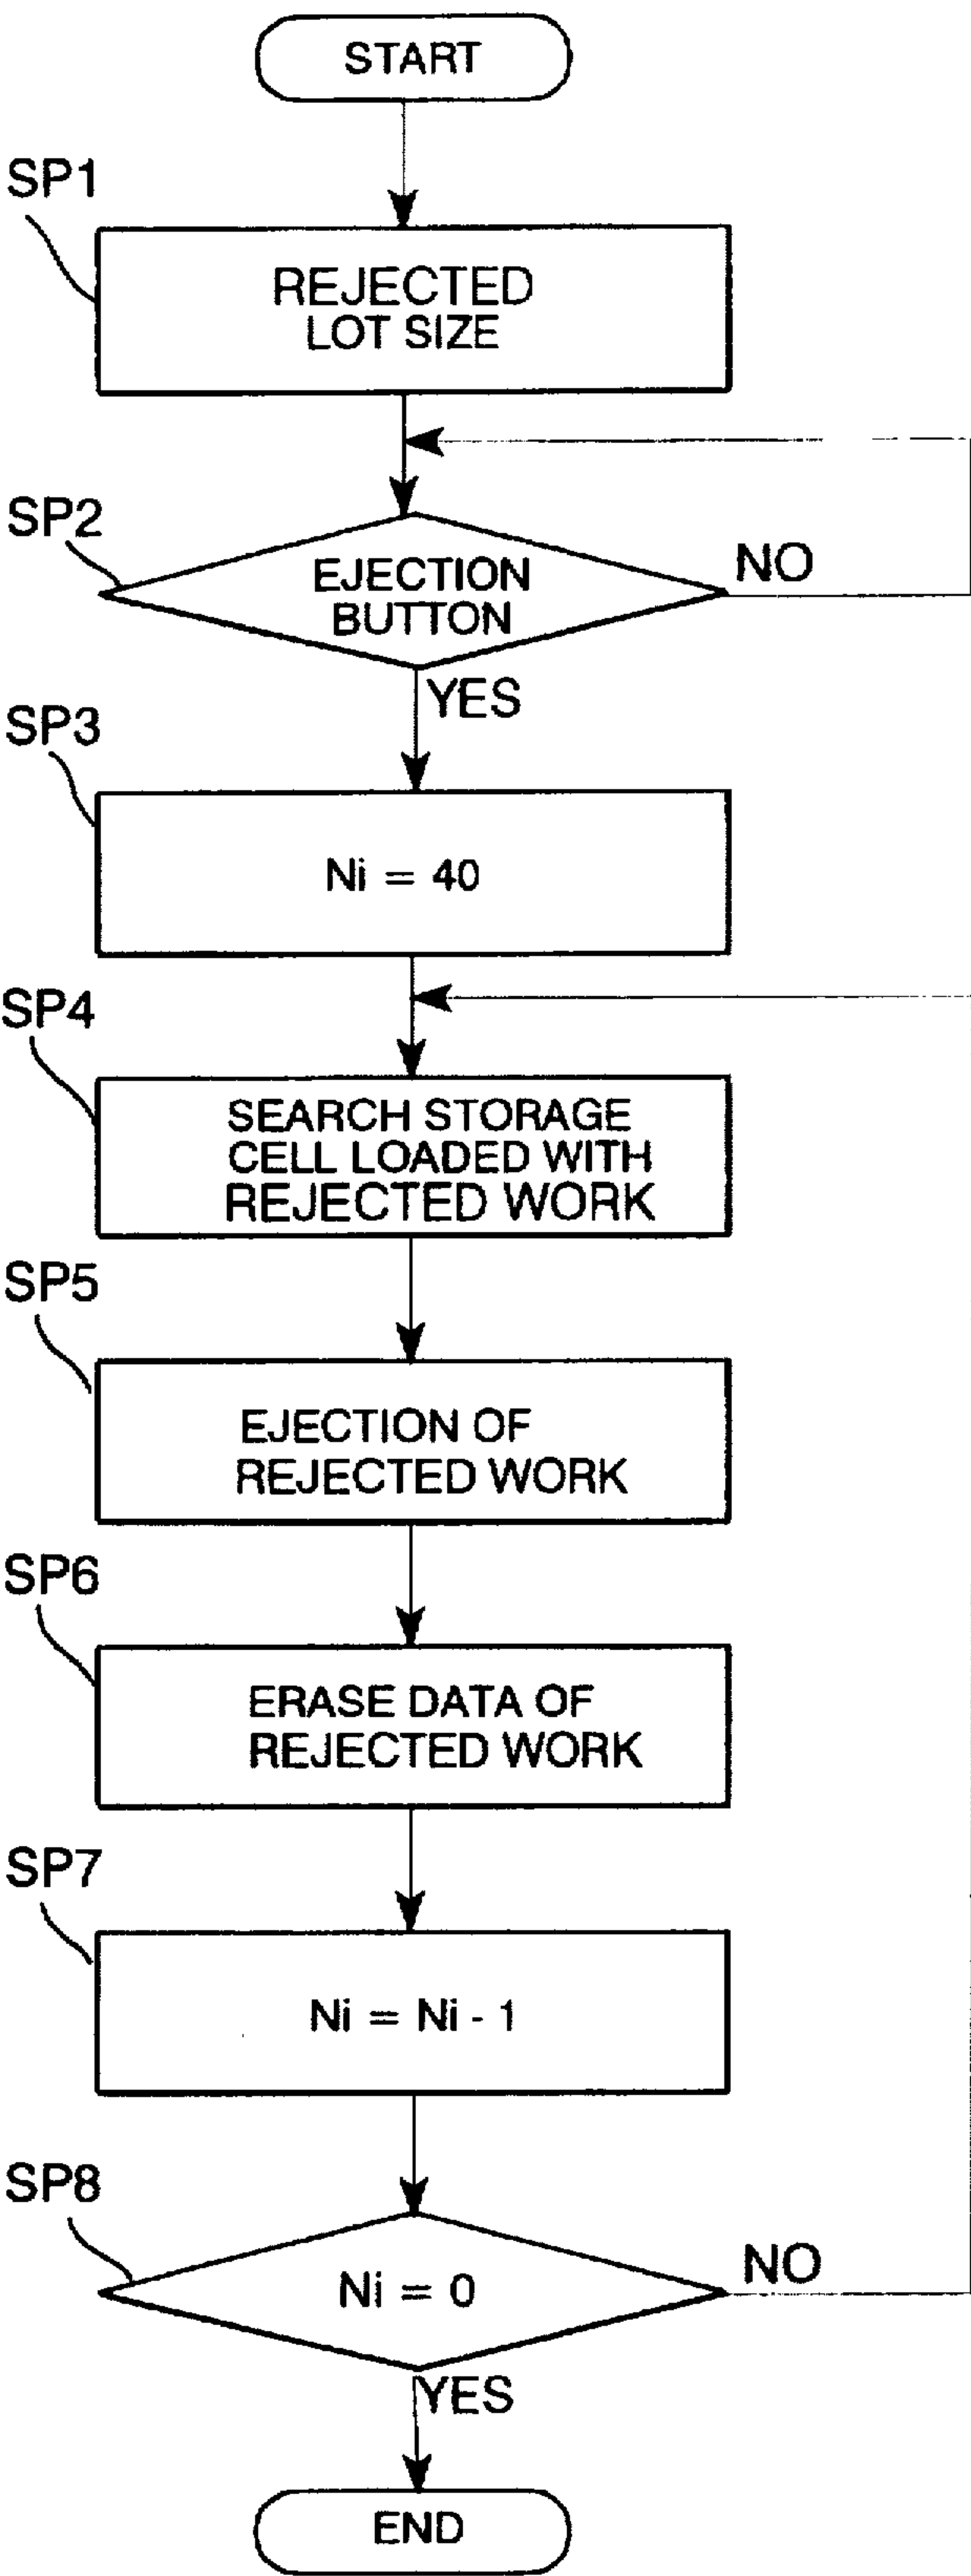 START
SP1
REJECTED
LOT SIZE
SP2
EJECTION
BUTTON
NO
YES
SP3
Ni = 40
SP4
SEARCH STORAGE
CELL LOADED WITH
REJECTED WORK
SP5
EJECTION OF
REJECTED WORK
SP6
ERASE DATA OF
REJECTED WORK
SP7
Ni = Ni - 1
SP8
Ni = 0
NO
YES
END